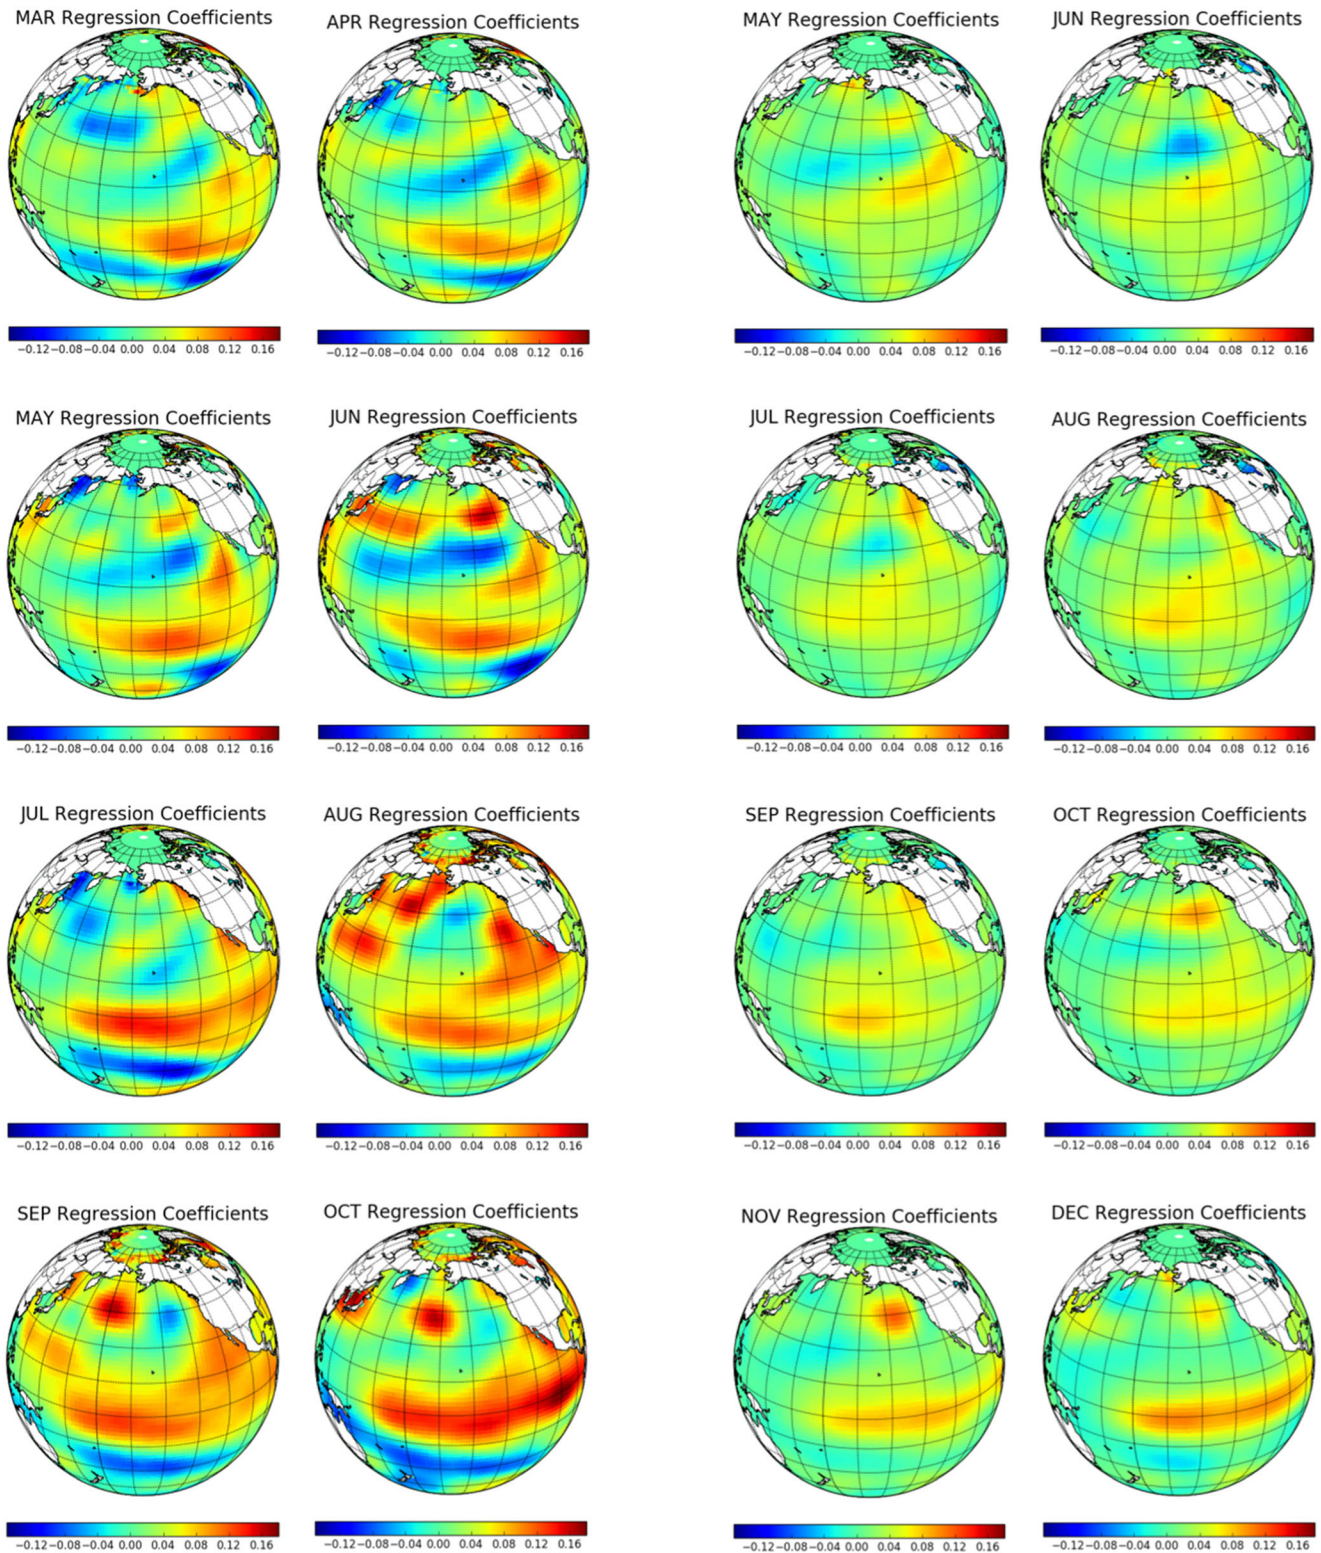 MAR Regression Coefficients
APR Regression Coefficients
MAY Regression Coefficients
JUN Regression Coefficients
−0.12−0.08−0.04 0.00 0.04 0.08 0.12 0.16
−0.12−0.08−0.04 0.00 0.04 0.08 0.12 0.16
−0.12−0.08−0.04 0.00 0.04 0.08 0.12 0.16
−0.12−0.08−0.04 0.00 0.04 0.08 0.12 0.16
MAY Regression Coefficients
JUN Regression Coefficients
JUL Regression Coefficients
AUG Regression Coefficients
−0.12−0.08−0.04 0.00 0.04 0.08 0.12 0.16
−0.12−0.08−0.04 0.00 0.04 0.08 0.12 0.16
−0.12−0.08−0.04 0.00 0.04 0.08 0.12 0.16
−0.12−0.08−0.04 0.00 0.04 0.08 0.12 0.16
JUL Regression Coefficients
AUG Regression Coefficients
SEP Regression Coefficients
OCT Regression Coefficients
−0.12−0.08−0.04 0.00 0.04 0.08 0.12 0.16
−0.12−0.08−0.04 0.00 0.04 0.08 0.12 0.16
−0.12−0.08−0.04 0.00 0.04 0.08 0.12 0.16
−0.12−0.08−0.04 0.00 0.04 0.08 0.12 0.16
SEP Regression Coefficients
OCT Regression Coefficients
NOV Regression Coefficients
DEC Regression Coefficients
−0.12−0.08−0.04 0.00 0.04 0.08 0.12 0.16
−0.12−0.08−0.04 0.00 0.04 0.08 0.12 0.16
−0.12−0.08−0.04 0.00 0.04 0.08 0.12 0.16
−0.12−0.08−0.04 0.00 0.04 0.08 0.12 0.16